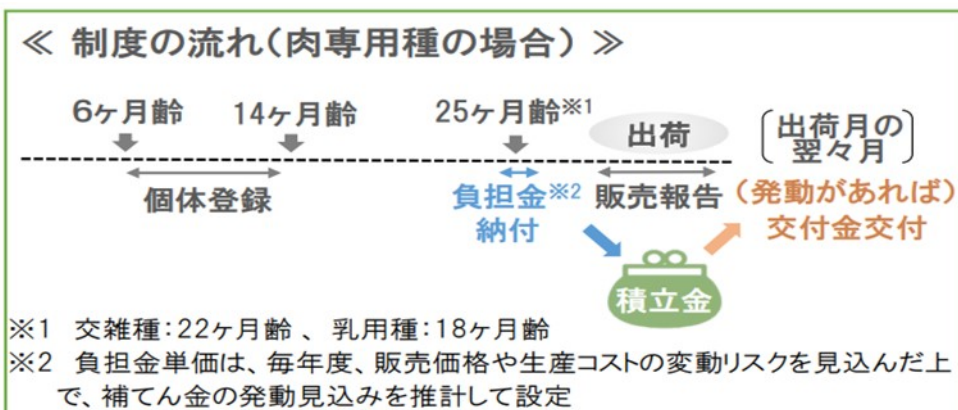 ≪ 制度の流れ(肉専用種の場合) ≫
6ヶ月齢 14ヶ月齢 25ヶ月齢※1 出荷 〔出荷月の翌々月〕
個体登録 負担金※2納付 販売報告 (発動があれば)交付金交付
積立金
※1 交雑種:22ヶ月齢 、乳用種:18ヶ月齢
※2 負担金単価は、毎年度、販売価格や生産コストの変動リスクを見込んだ上
で、補てん金の発動見込みを推計して設定